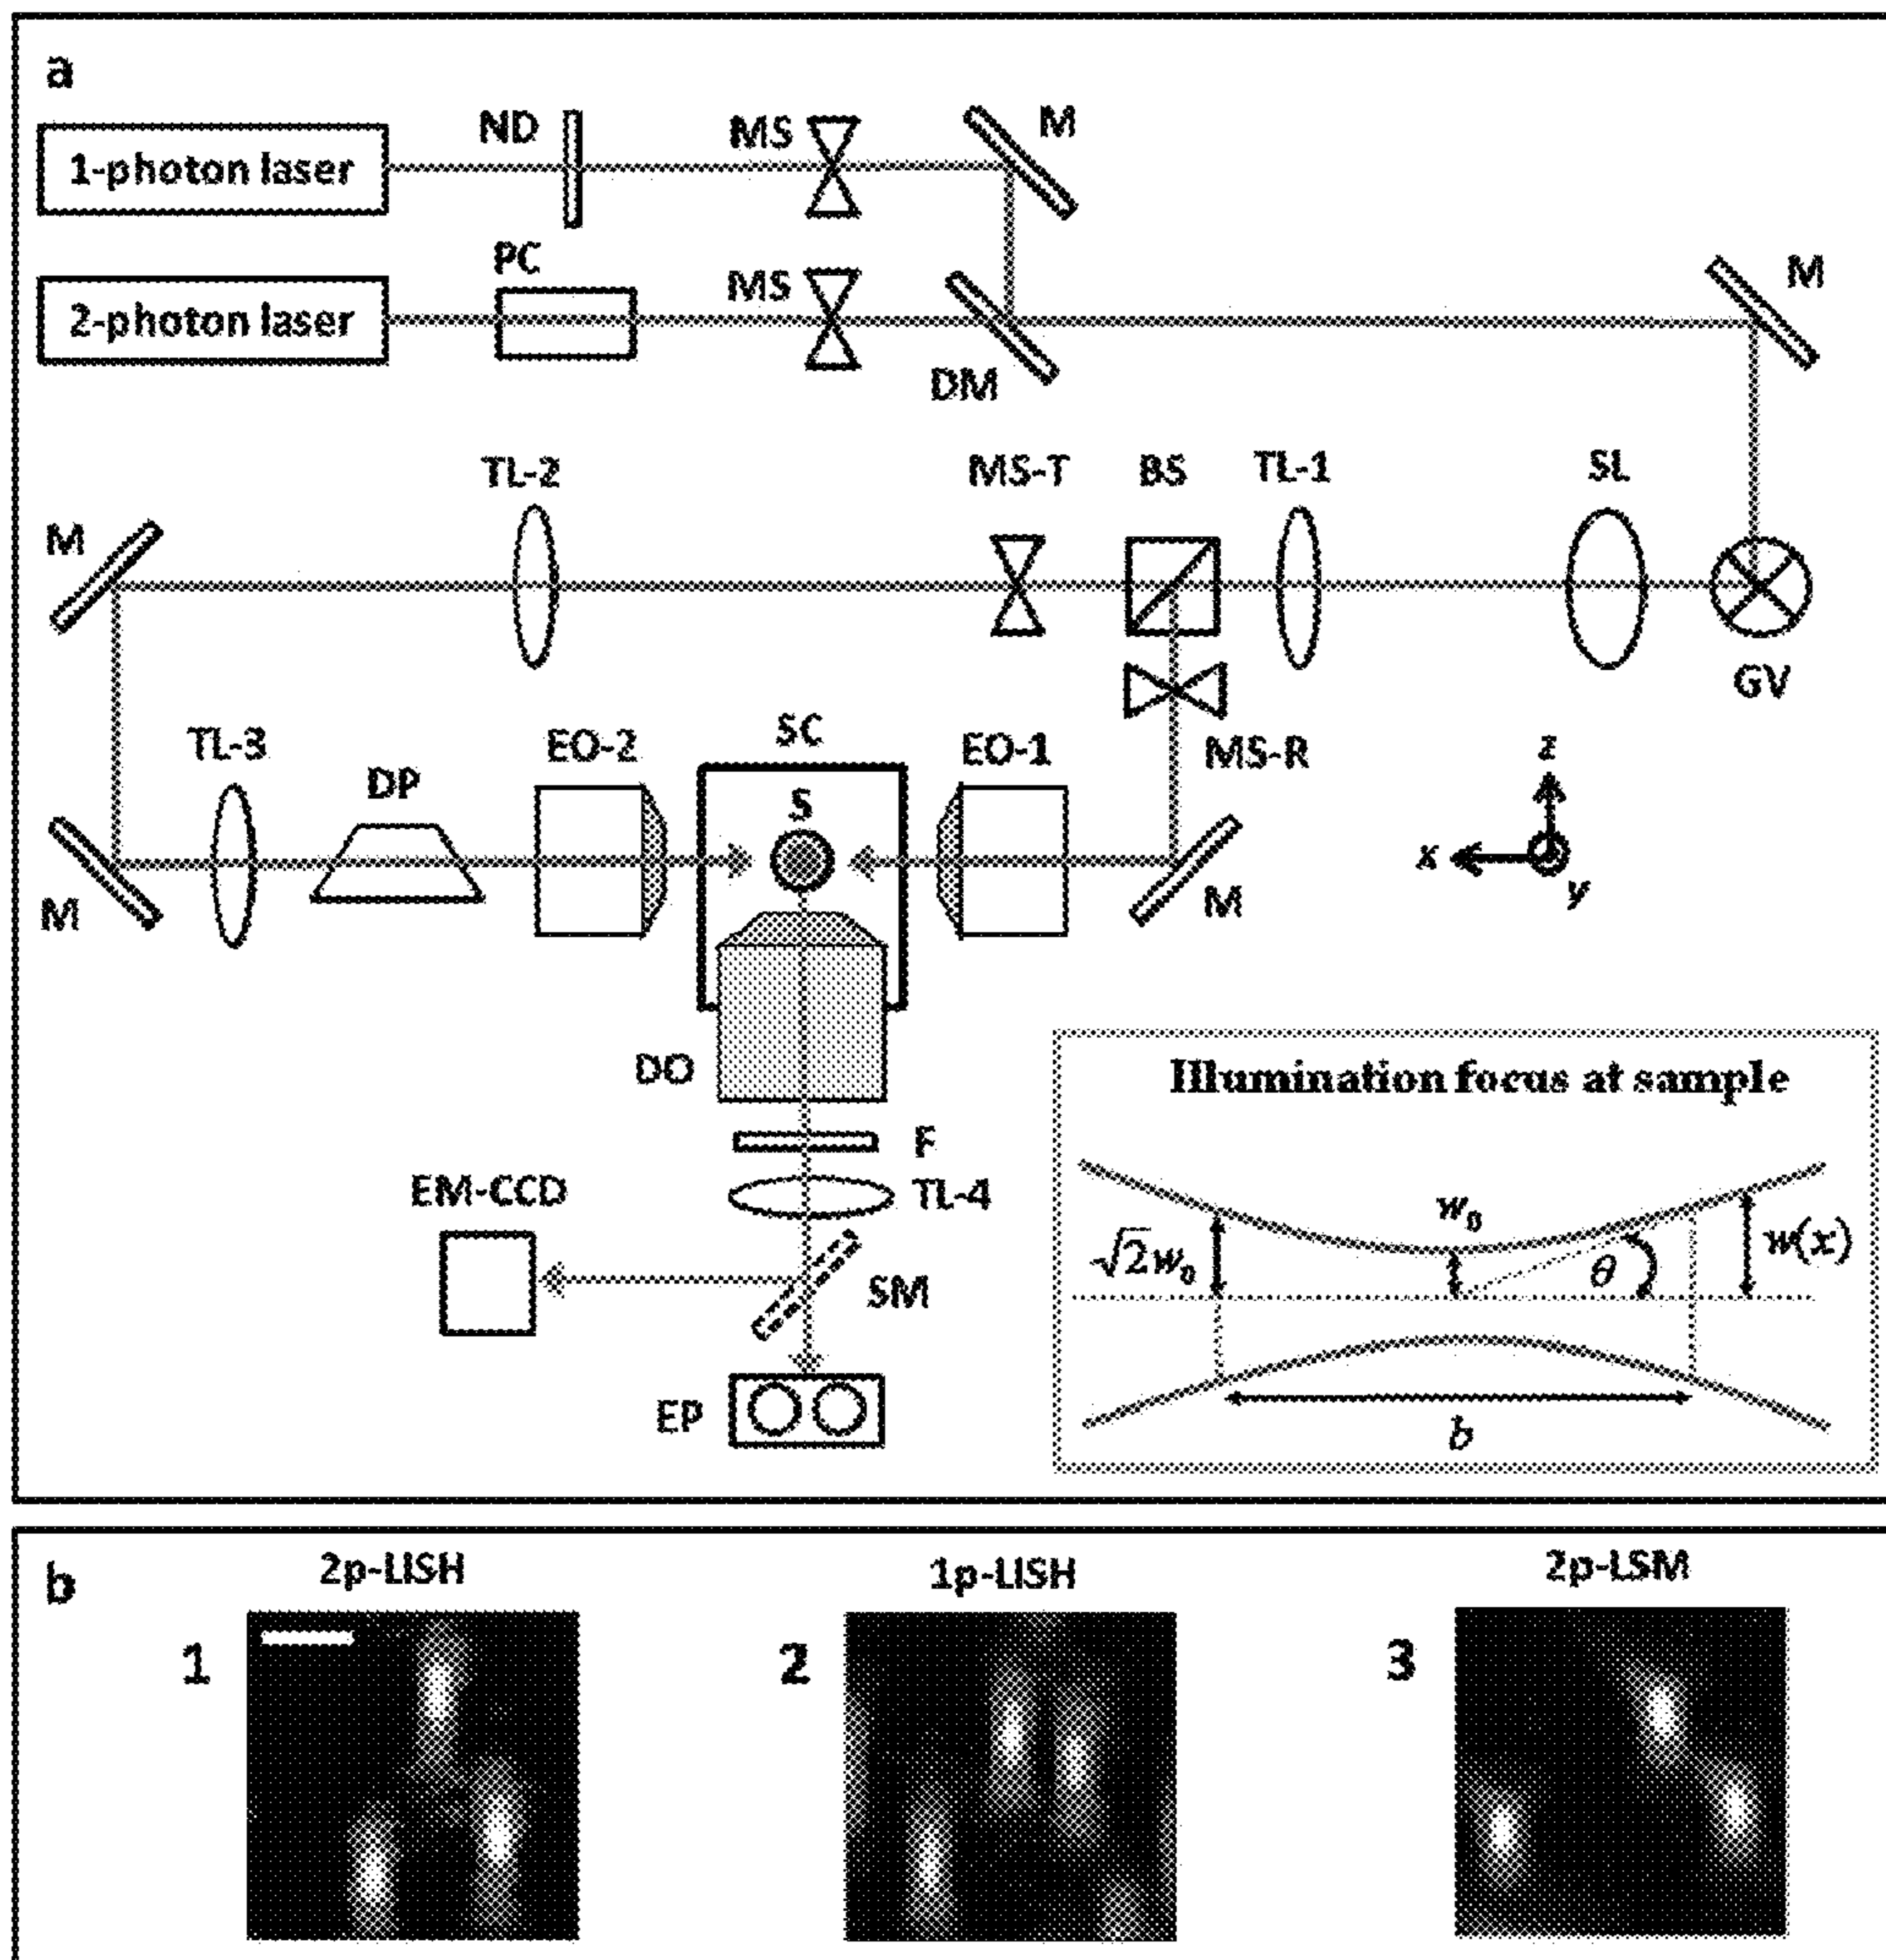 a
1-photon laser
ND
MS
M
2-photon laser
PC
MS
DM
M
TL-2
MS-T
BS
TL-1
SL
M
GV
TL-3
DP
EO-2
SC
S
EO-1
MS-R
z
x
y
M
M
DO
F
EM-CCD
TL-4
SM
EP
Illumination focus at sample
√2w₀
w₀
θ
w(x)
b
b
2p-LISH
1p-LISH
2p-LSM
1
2
3